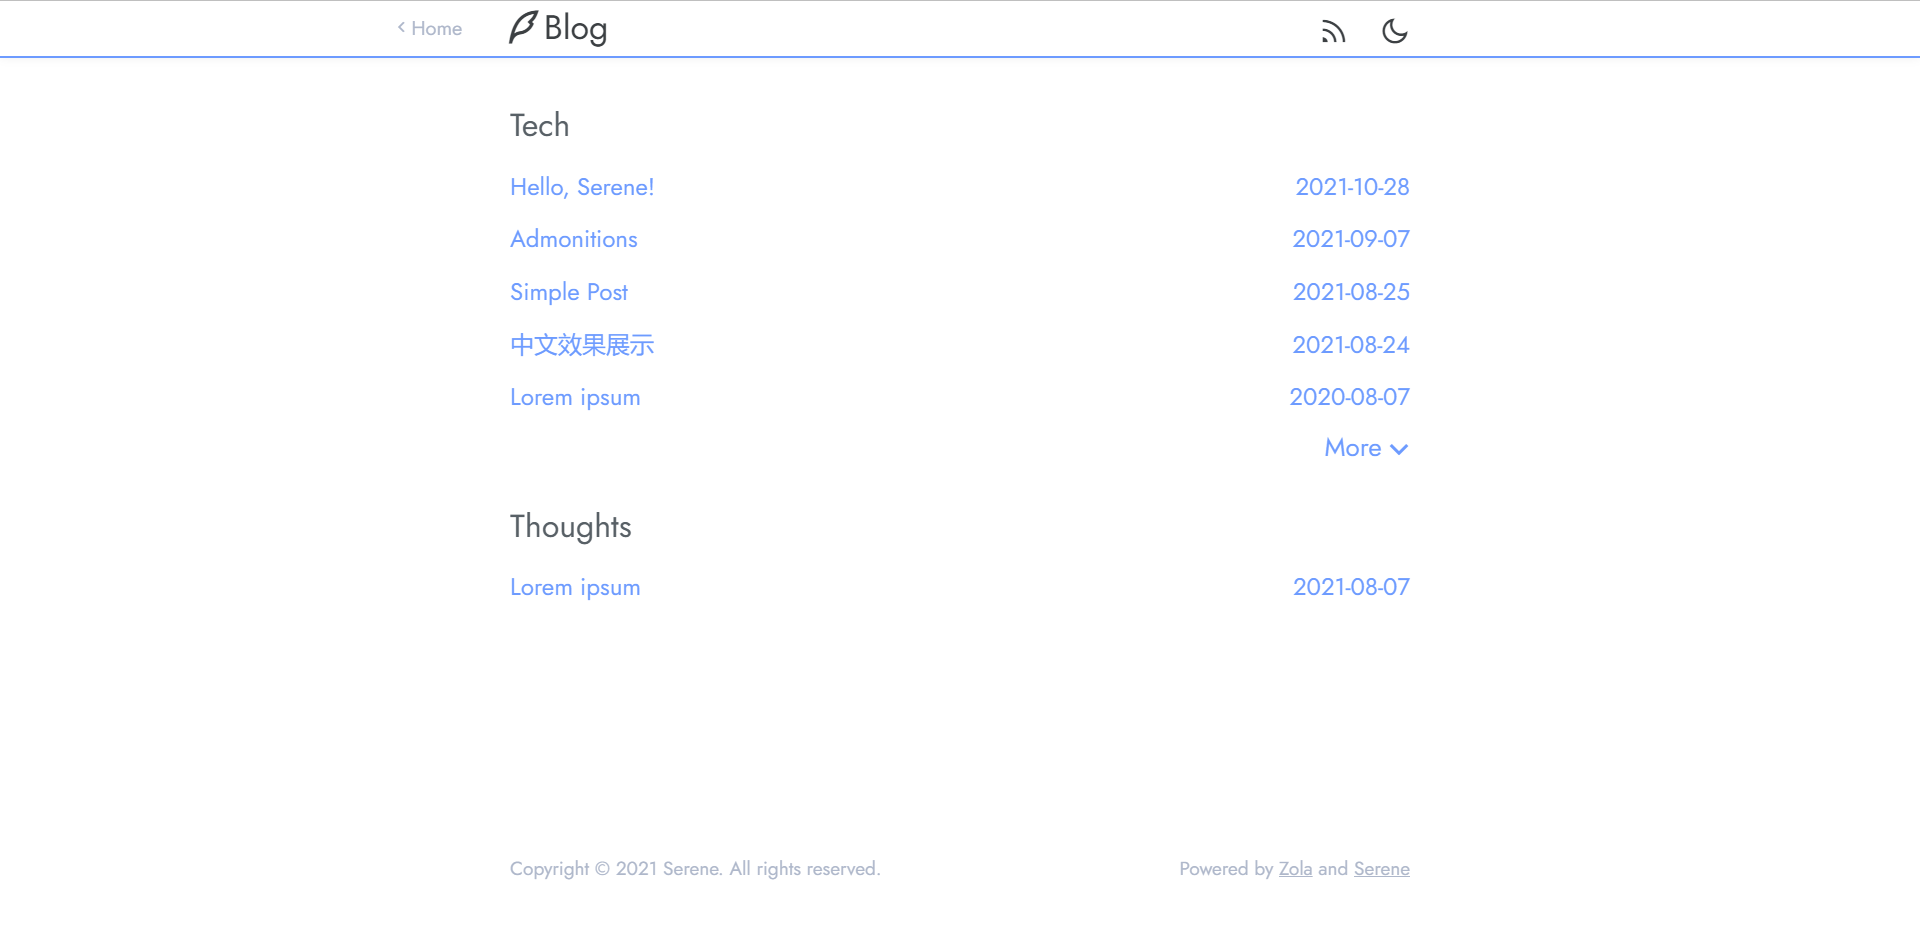 Home Blog
Tech
Hello, Serene! 2021-10-28
Admonitions 2021-09-07
Simple Post 2021-08-25
中文效果展示 2021-08-24
Lorem ipsum 2020-08-07
More
Thoughts
Lorem ipsum 2021-08-07
Copyright © 2021 Serene. All rights reserved. Powered by Zola and Serene